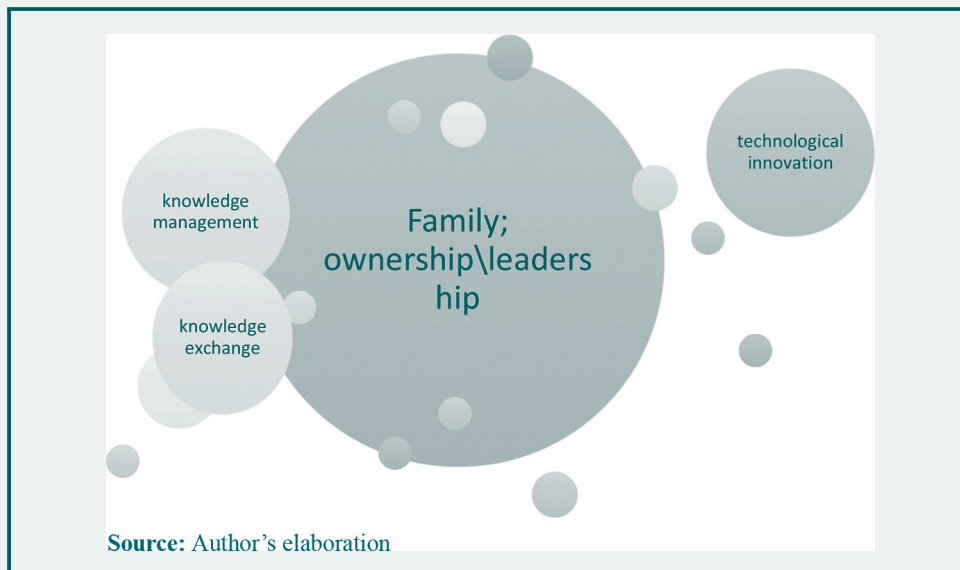 technological
innovation
knowledge
management
Family;
ownership\leaders
hip
knowledge
exchange
Source: Author’s elaboration